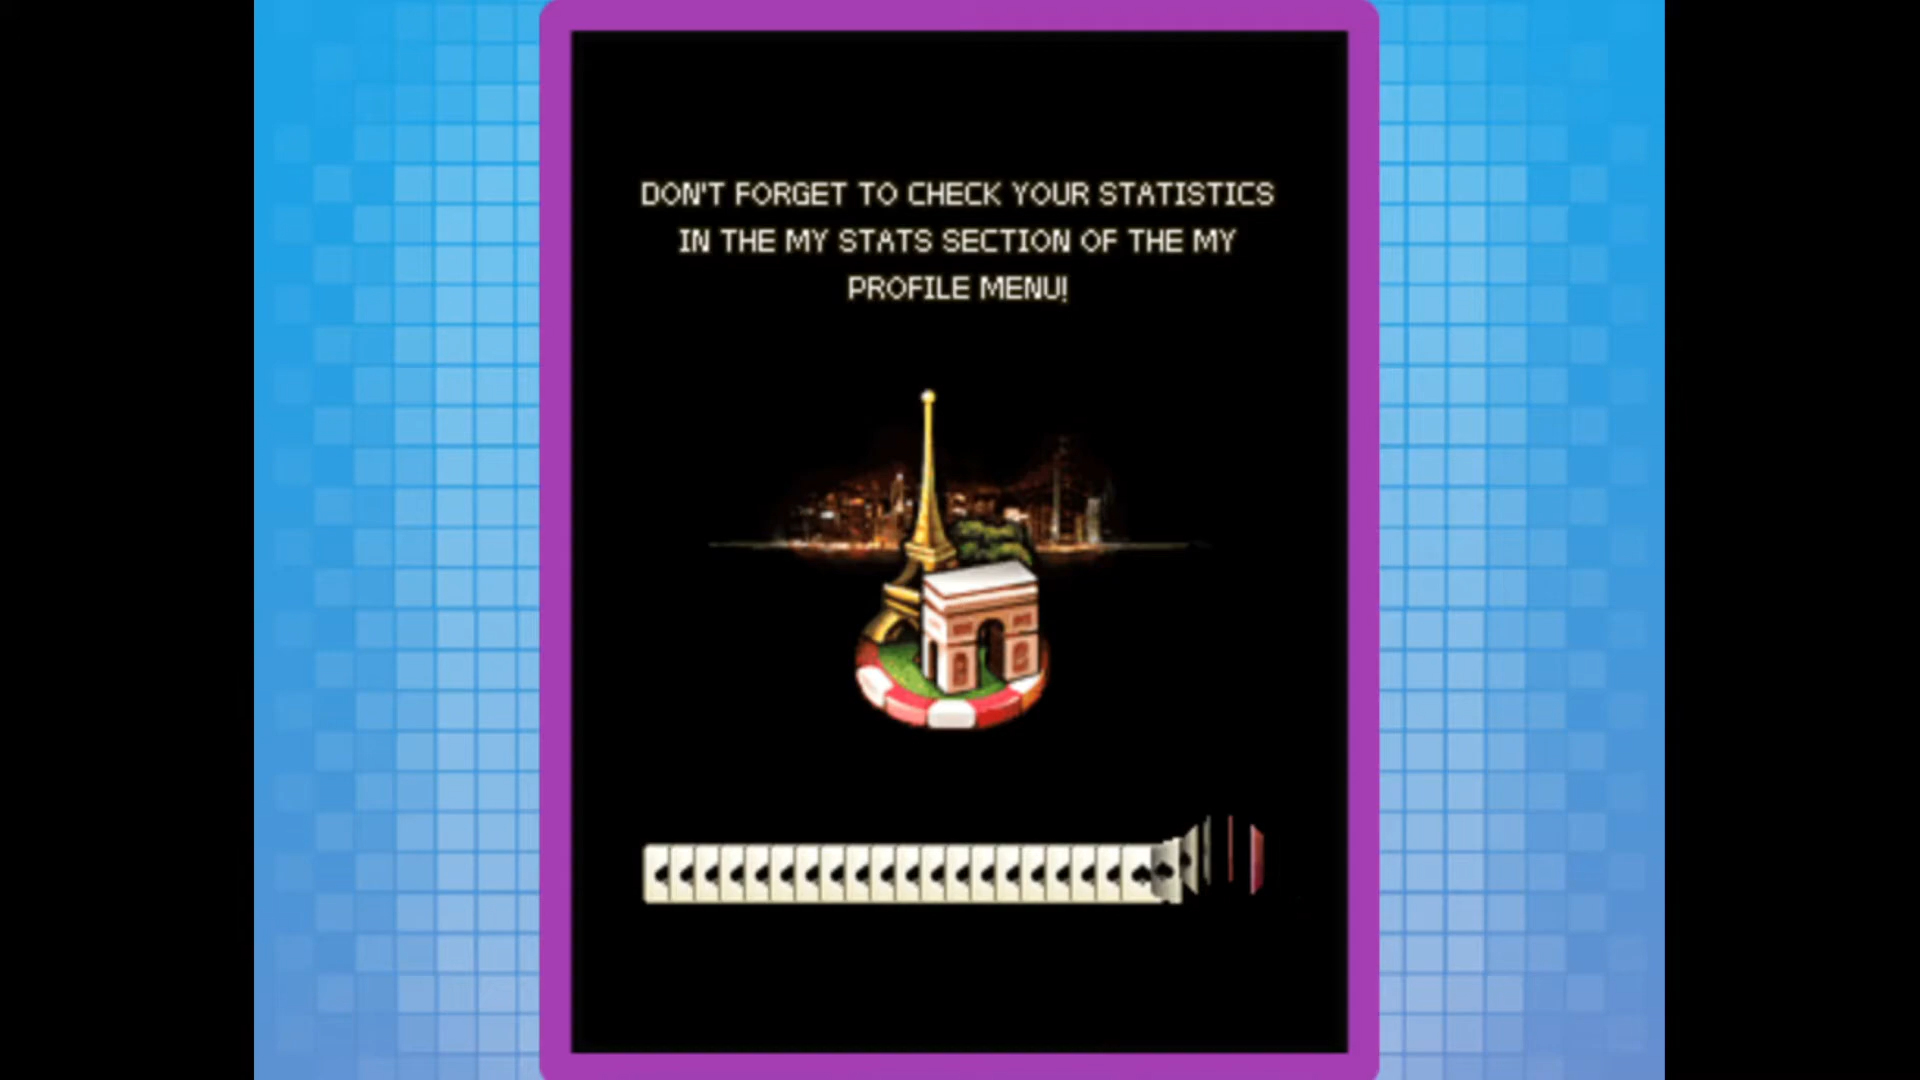 DON'T FORGET TO CHECK YOUR STATISTICS
IN THE MY STATS SECTION OF THE MY
PROFILE MENU!